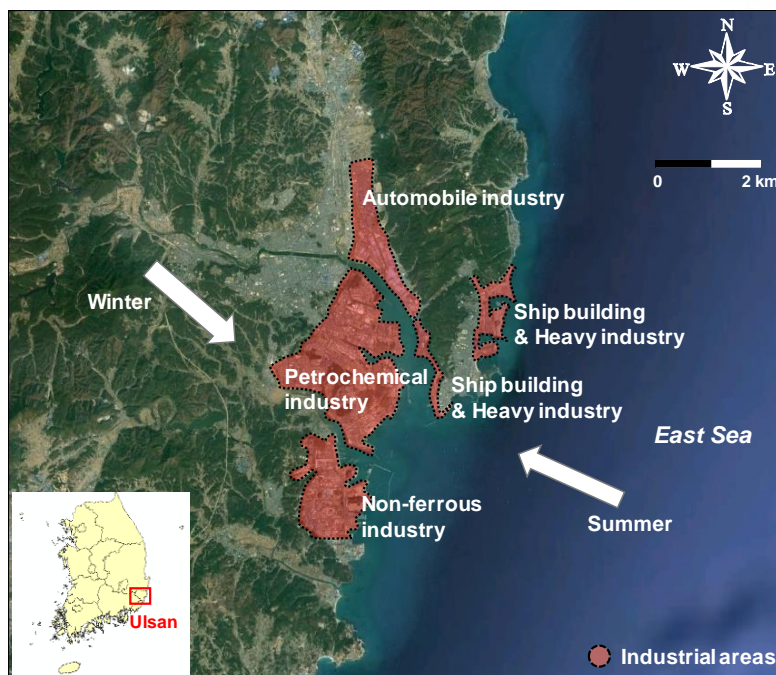 N
W E
S
0 2 km
Automobile industry
Winter
Ship building
& Heavy industry
Petrochemical
industry
Ship building
& Heavy industry
East Sea
Non-ferrous
industry
Summer
Ulsan
Industrial areas